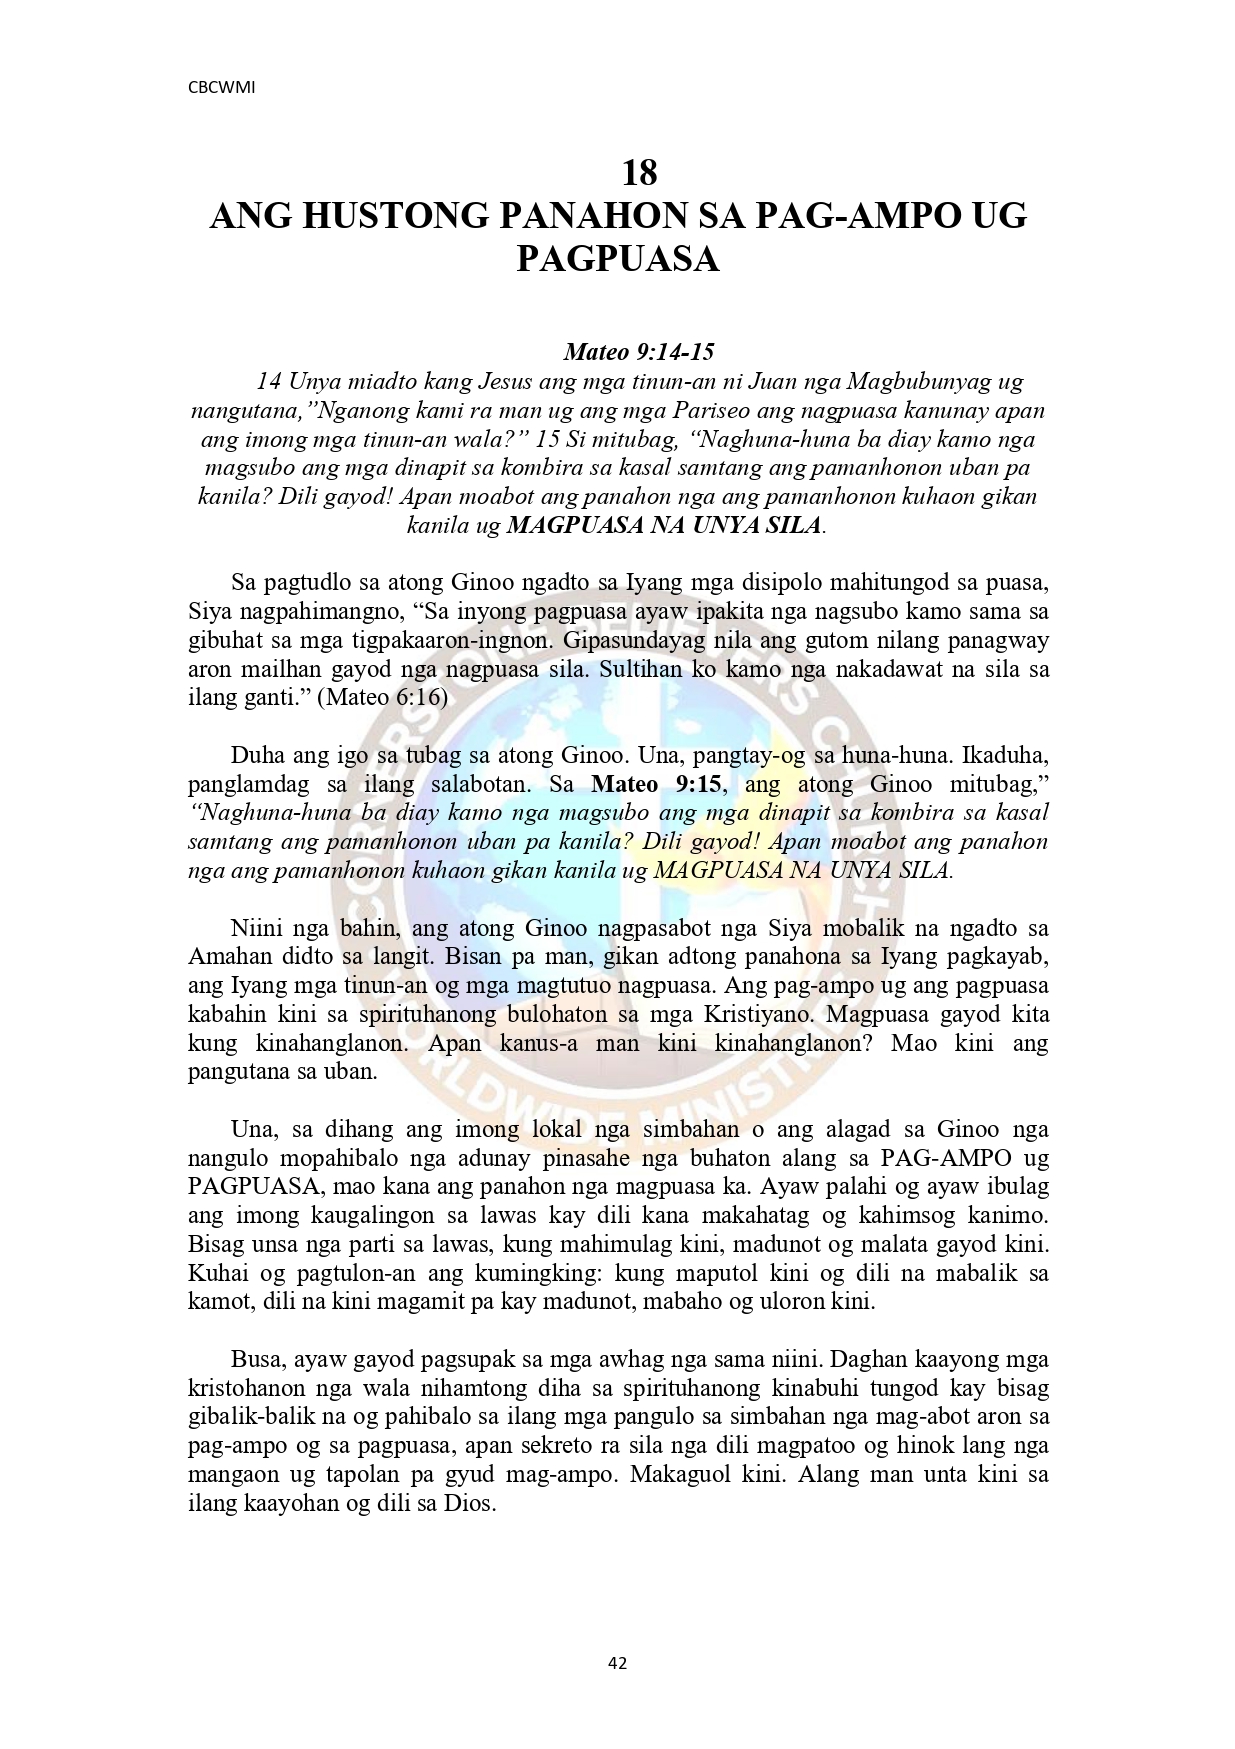 CBCWMI
18
ANG HUSTONG PANAHON SA PAG-AMPO UG
PAGPUASA
Mateo 9:14-15
14 Unya miadto kang Jesus ang mga tinun-an ni Juan nga Magbubunyag ug
nangutana,”Nganong kami ra man ug ang mga Pariseo ang nagpuasa kanunay apan
ang imong mga tinun-an wala?” 15 Si mitubag, “Naghuna-huna ba diay kamo nga
magsubo ang mga dinapit sa kombira sa kasal samtang ang pamanhonon uban pa
kanila? Dili gayod! Apan moabot ang panahon nga ang pamanhonon kuhaon gikan
kanila ug MAGPUASA NA UNYA SILA.
Sa pagtudlo sa atong Ginoo ngadto sa Iyang mga disipolo mahitungod sa puasa,
Siya nagpahimangno, “Sa inyong pagpuasa ayaw ipakita nga nagsubo kamo sama sa
gibuhat sa mga tigpakaaron-ingnon. Gipasundayag nila ang gutom nilang panagway
aron mailhan gayod nga nagpuasa sila. Sultihan ko kamo nga nakadawat na sila sa
ilang ganti.” (Mateo 6:16)
Duha ang igo sa tubag sa atong Ginoo. Una, pangtay-og sa huna-huna. Ikaduha,
panglamdag sa ilang salabotan. Sa Mateo 9:15, ang atong Ginoo mitubag,”
“Naghuna-huna ba diay kamo nga magsubo ang mga dinapit sa kombira sa kasal
samtang ang pamanhonon uban pa kanila? Dili gayod! Apan moabot ang panahon
nga ang pamanhonon kuhaon gikan kanila ug MAGPUASA NA UNYA SILA.
Niini nga bahin, ang atong Ginoo nagpasabot nga Siya mobalik na ngadto sa
Amahan didto sa langit. Bisan pa man, gikan adtong panahona sa Iyang pagkayab,
ang Iyang mga tinun-an og mga magtutuo nagpuasa. Ang pag-ampo ug ang pagpuasa
kabahin kini sa spirituhanong bulohaton sa mga Kristiyano. Magpuasa gayod kita
kung kinahanglanon. Apan kanus-a man kini kinahanglanon? Mao kini ang
pangutana sa uban.
Una, sa dihang ang imong lokal nga simbahan o ang alagad sa Ginoo nga
nangulo mopahibalo nga adunay pinasahe nga buhaton alang sa PAG-AMPO ug
PAGPUASA, mao kana ang panahon nga magpuasa ka. Ayaw palahi og ayaw ibulag
ang imong kaugalingon sa lawas kay dili kana makahatag og kahimsog kanimo.
Bisag unsa nga parti sa lawas, kung mahimulag kini, madunot og malata gayod kini.
Kuhai og pagtulon-an ang kumingking: kung maputol kini og dili na mabalik sa
kamot, dili na kini magamit pa kay madunot, mabaho og uloron kini.
Busa, ayaw gayod pagsupak sa mga awhag nga sama niini. Daghan kaayong mga
kristohanon nga wala nihamtong diha sa spirituhanong kinabuhi tungod kay bisag
gibalik-balik na og pahibalo sa ilang mga pangulo sa simbahan nga mag-abot aron sa
pag-ampo og sa pagpuasa, apan sekreto ra sila nga dili magpatoo og hinok lang nga
mangaon ug tapolan pa gyud mag-ampo. Makaguol kini. Alang man unta kini sa
ilang kaayohan og dili sa Dios.
CORNERSTONE BELIEVERS CHURCH
WORLDWIDE MINISTRIES
42